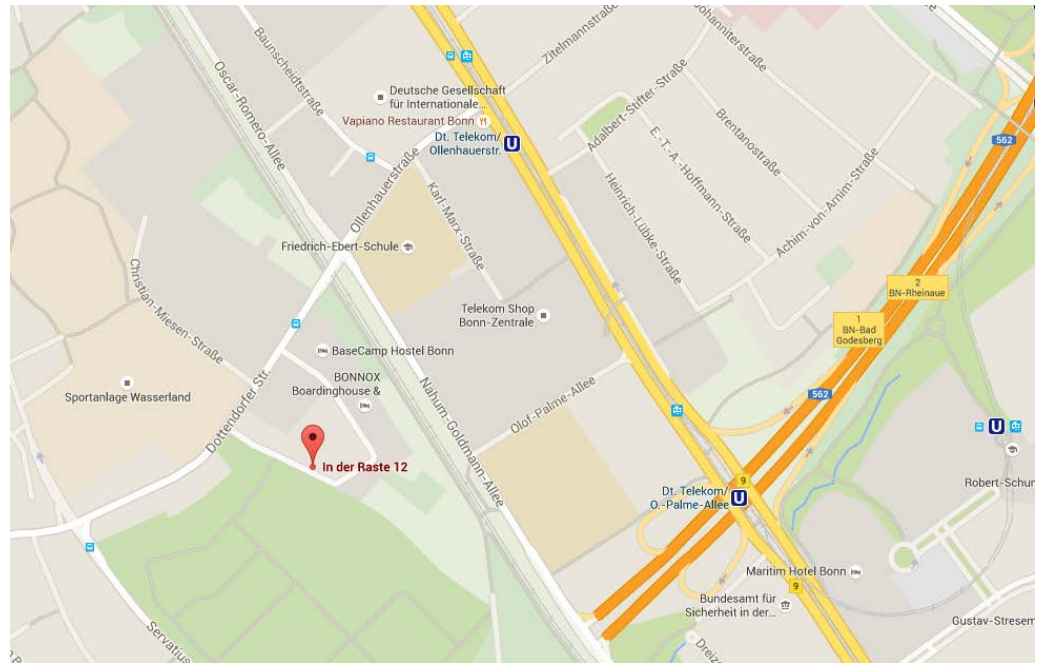 Oscar-Romero-Allee
Baunscheidtstraße
Zitelmannstraße
Johanniterstraße
Deutsche Gesellschaft
für Internationale...
Vapiano Restaurant Bonn
Dt. Telekom/
Ollenhauerstr.
U
Adalbert-Stifter-Straße
Brentanostraße
E.-T.-A.-Hoffmann-Straße
562
Ollenhauerstraße
Karl-Marx-Straße
Heinrich-Lübke-Straße
Achim-von-Arnim-Straße
Friedrich-Ebert-Schule
Christian-Miesen-Straße
2
BN-Rheinaue
Telekom Shop
Bonn-Zentrale
1
BN-Bad
Godesberg
BaseCamp Hostel Bonn
BONNOX
Boardinghouse &
Sportanlage Wasserland
Nahum-Goldmann-Allee
Olof-Palme-Allee
562
Dottendorfer Str.
U
In der Raste 12
9
Dt. Telekom/
O.-Palme-Allee
U
Robert-Schum
Maritim Hotel Bonn
9
Bundesamt für
Sicherheit in der...
Gustav-Stresem
Servatius
Dreize